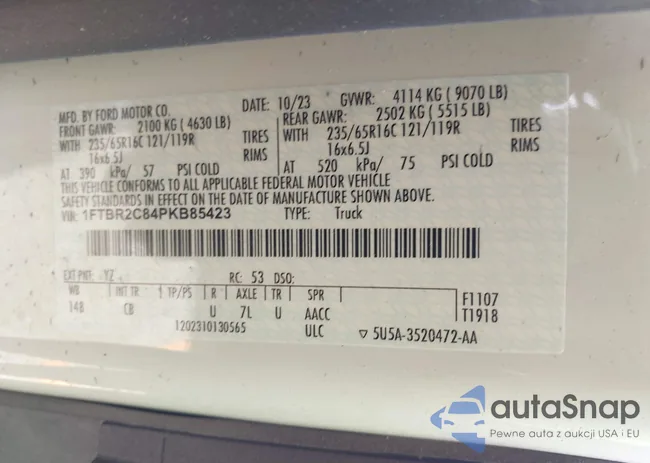 MFD. BY FORD MOTOR CO. DATE: 10/23 GVWR: 4114 KG ( 9070 LB)
FRONT GAWR: 2100 KG ( 4630 LB) REAR GAWR: 2502 KG ( 5515 LB)
WITH 235/65R16C 121/119R TIRES WITH 235/65R16C 121/119R TIRES
16x6.5J RIMS 16x6.5J RIMS
AT 390 kPa/ 57 PSI COLD AT 520 kPa/ 75 PSI COLD
THIS VEHICLE CONFORMS TO ALL APPLICABLE FEDERAL MOTOR VEHICLE
SAFETY STANDARDS IN EFFECT ON THE DATE OF MANUFACTURE SHOWN ABOVE.
VIN: 1FTBR2C84PKB85423 TYPE: Truck
EXT PNT: YZ RC: 53 DSO:
WB INT TR TP/PS R AXLE TR SPR F1107
148 CB U 7L U AACC T1918
1202310130565 ULC ▽ 5U5A-3520472-AA
autaSnap
Pewne auta z aukcji USA i EU